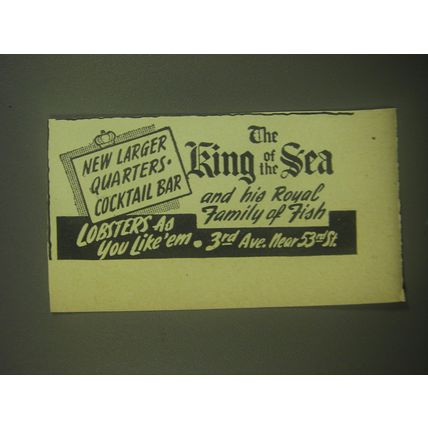 NEW LARGER
QUARTERS·
COCKTAIL BAR
The
King of the Sea
and his Royal
Family of Fish
LOBSTERS As
You Like 'em • 3rd Ave. Near 53rd St.